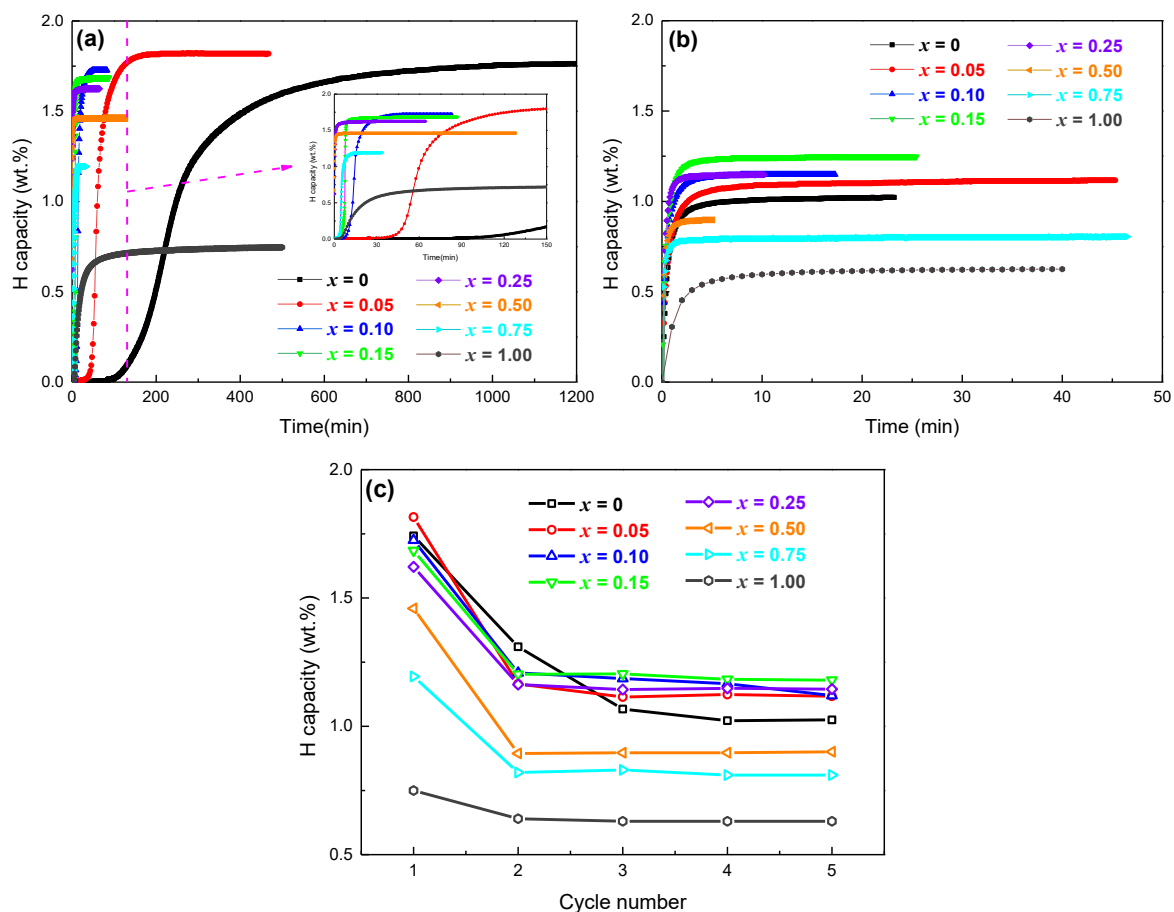 (a)
H capacity (wt.%)
2.0
1.5
1.0
0.5
0.0
0 200 400 600 800 1000 1200
Time(min)
x = 0
x = 0.05
x = 0.10
x = 0.15
x = 0.25
x = 0.50
x = 0.75
x = 1.00
H capacity (wt.%)
2.0
1.5
1.0
0.5
0.0
0 30 60 90 120 150
Time(min)
(b)
H capacity (wt.%)
2.0
1.5
1.0
0.5
0.0
0 10 20 30 40 50
Time (min)
x = 0
x = 0.05
x = 0.10
x = 0.15
x = 0.25
x = 0.50
x = 0.75
x = 1.00
(c)
H capacity (wt.%)
2.0
1.5
1.0
0.5
1 2 3 4 5
Cycle number
x = 0
x = 0.05
x = 0.10
x = 0.15
x = 0.25
x = 0.50
x = 0.75
x = 1.00